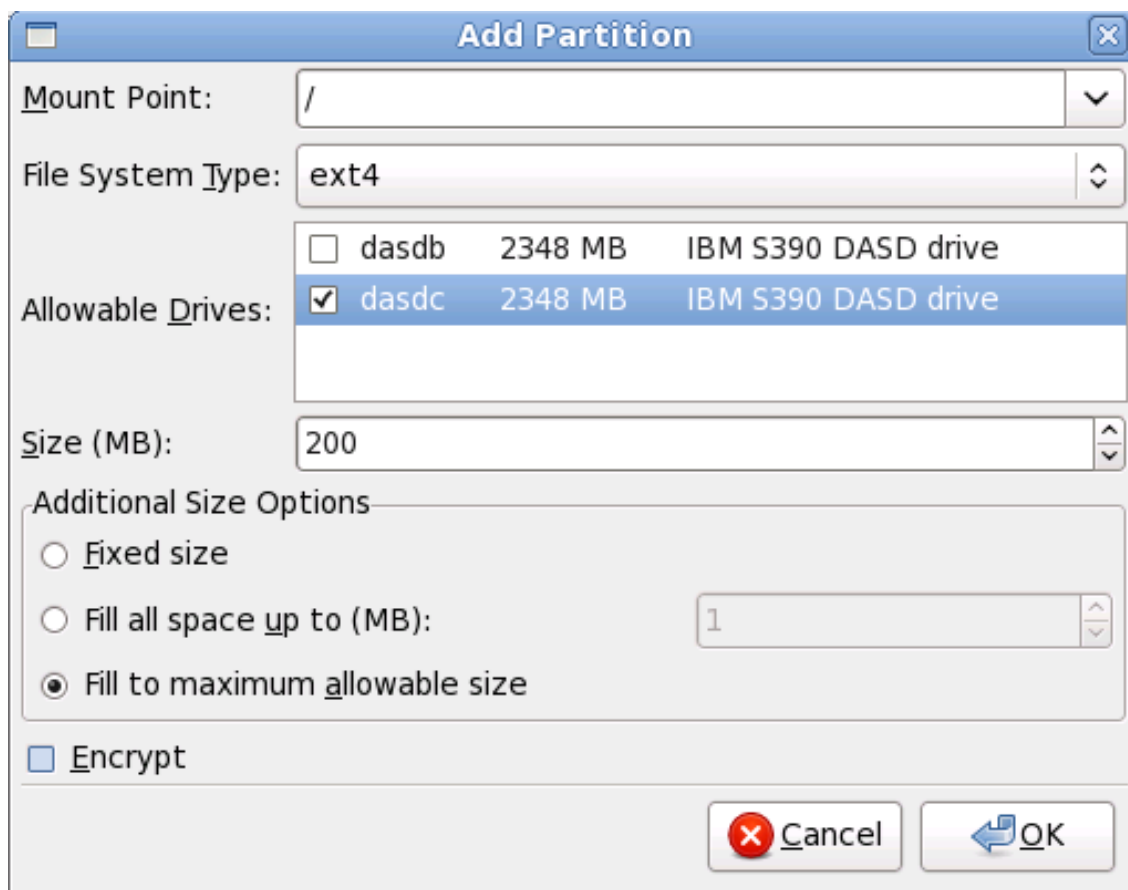 Add Partition
Mount Point: /
File System Type: ext4
dasdb 2348 MB IBM S390 DASD drive
Allowable Drives: dasdc 2348 MB IBM S390 DASD drive
Size (MB): 200
Additional Size Options
Fixed size
Fill all space up to (MB): 1
Fill to maximum allowable size
Encrypt
Cancel OK